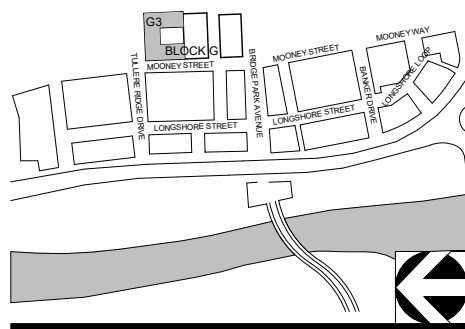 G3
BLOCK G
MOONEY STREET
MOONEY STREET
MOONEY WAY
TULLERE RIDGE DRIVE
BRIDGE PARK AVENUE
BANKER DRIVE
LONGSHORE LOOP
LONGSHORE STREET
LONGSHORE STREET